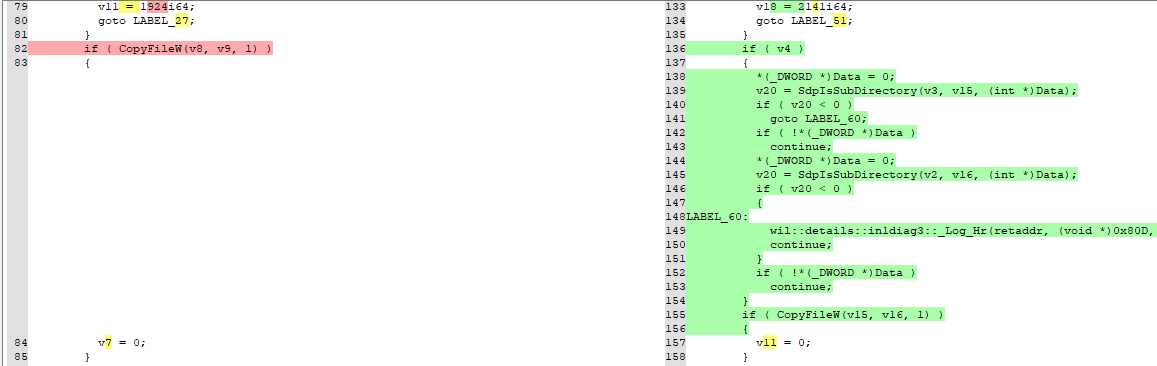 79 v11 = 1924i64;
80 goto LABEL_27;
81 }
82 if ( CopyFileW(v8, v9, 1) )
83 {
84 v7 = 0;
85 }
133 v18 = 2141i64;
134 goto LABEL_51;
135 }
136 if ( v4 )
137 {
138 *(_DWORD *)Data = 0;
139 v20 = SdpIsSubDirectory(v3, v15, (int *)Data);
140 if ( v20 < 0 )
141 goto LABEL_60;
142 if ( !*(_DWORD *)Data )
143 continue;
144 *(_DWORD *)Data = 0;
145 v20 = SdpIsSubDirectory(v2, v16, (int *)Data);
146 if ( v20 < 0 )
147 {
148 LABEL_60:
149 wil::details::in1diag3::_Log_Hr(retaddr, (void *)0x80D,
150 continue;
151 }
152 if ( !*(_DWORD *)Data )
153 continue;
154 }
155 if ( CopyFileW(v15, v16, 1) )
156 {
157 v11 = 0;
158 }